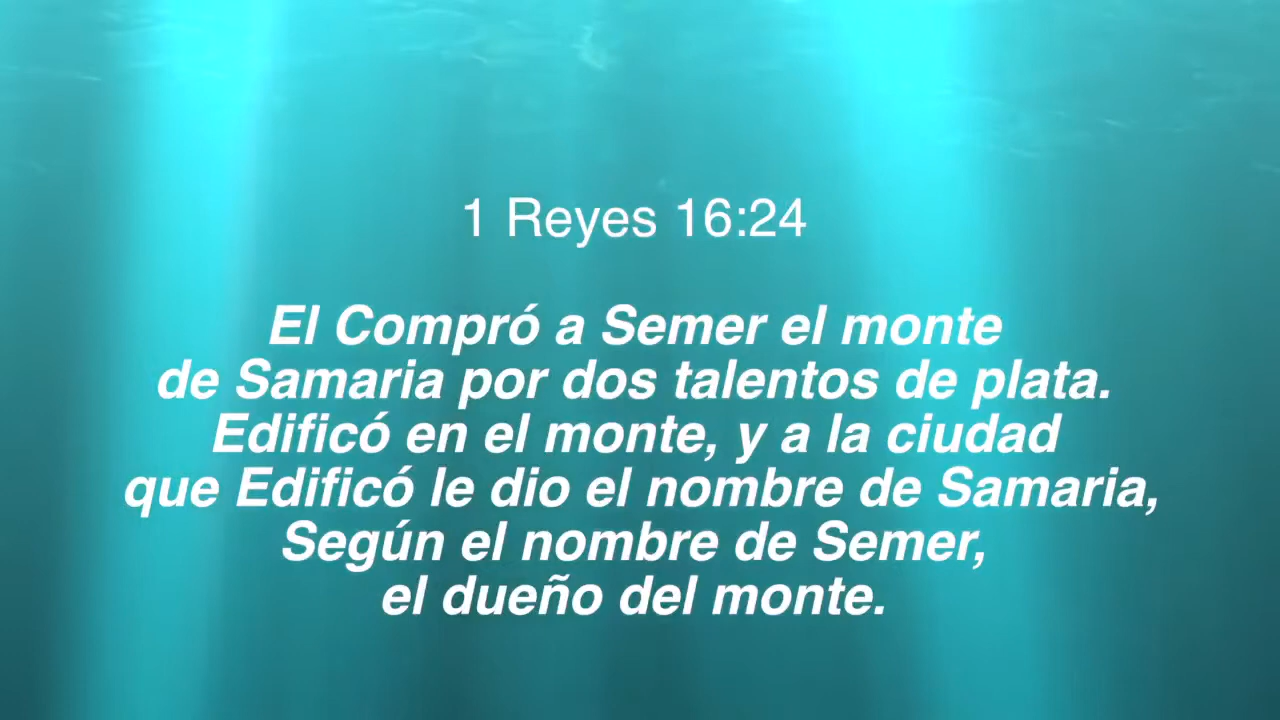 1 Reyes 16:24
El Compró a Semer el monte
de Samaria por dos talentos de plata.
Edificó en el monte, y a la ciudad
que Edificó le dio el nombre de Samaria,
Según el nombre de Semer,
el dueño del monte.